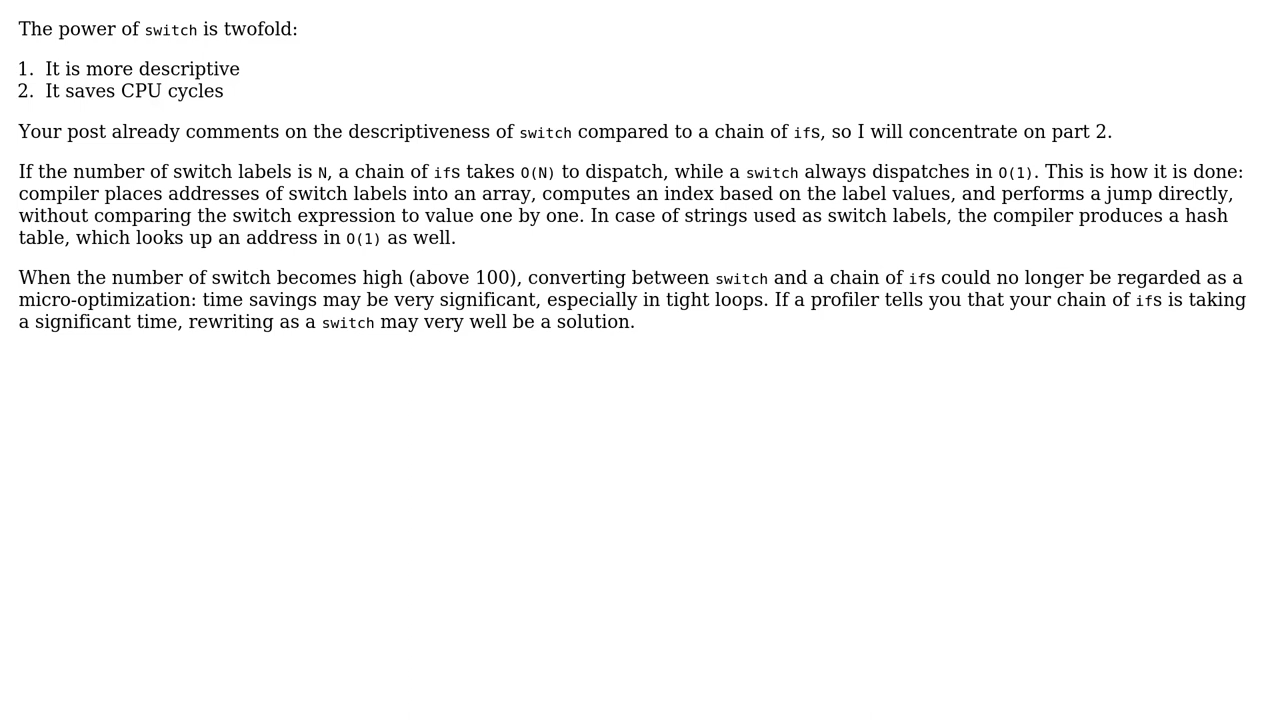 The power of switch is twofold:
1. It is more descriptive
2. It saves CPU cycles
Your post already comments on the descriptiveness of switch compared to a chain of ifs, so I will concentrate on part 2.
If the number of switch labels is N, a chain of ifs takes O(N) to dispatch, while a switch always dispatches in O(1). This is how it is done:
compiler places addresses of switch labels into an array, computes an index based on the label values, and performs a jump directly,
without comparing the switch expression to value one by one. In case of strings used as switch labels, the compiler produces a hash
table, which looks up an address in O(1) as well.
When the number of switch becomes high (above 100), converting between switch and a chain of ifs could no longer be regarded as a
micro-optimization: time savings may be very significant, especially in tight loops. If a profiler tells you that your chain of ifs is taking
a significant time, rewriting as a switch may very well be a solution.